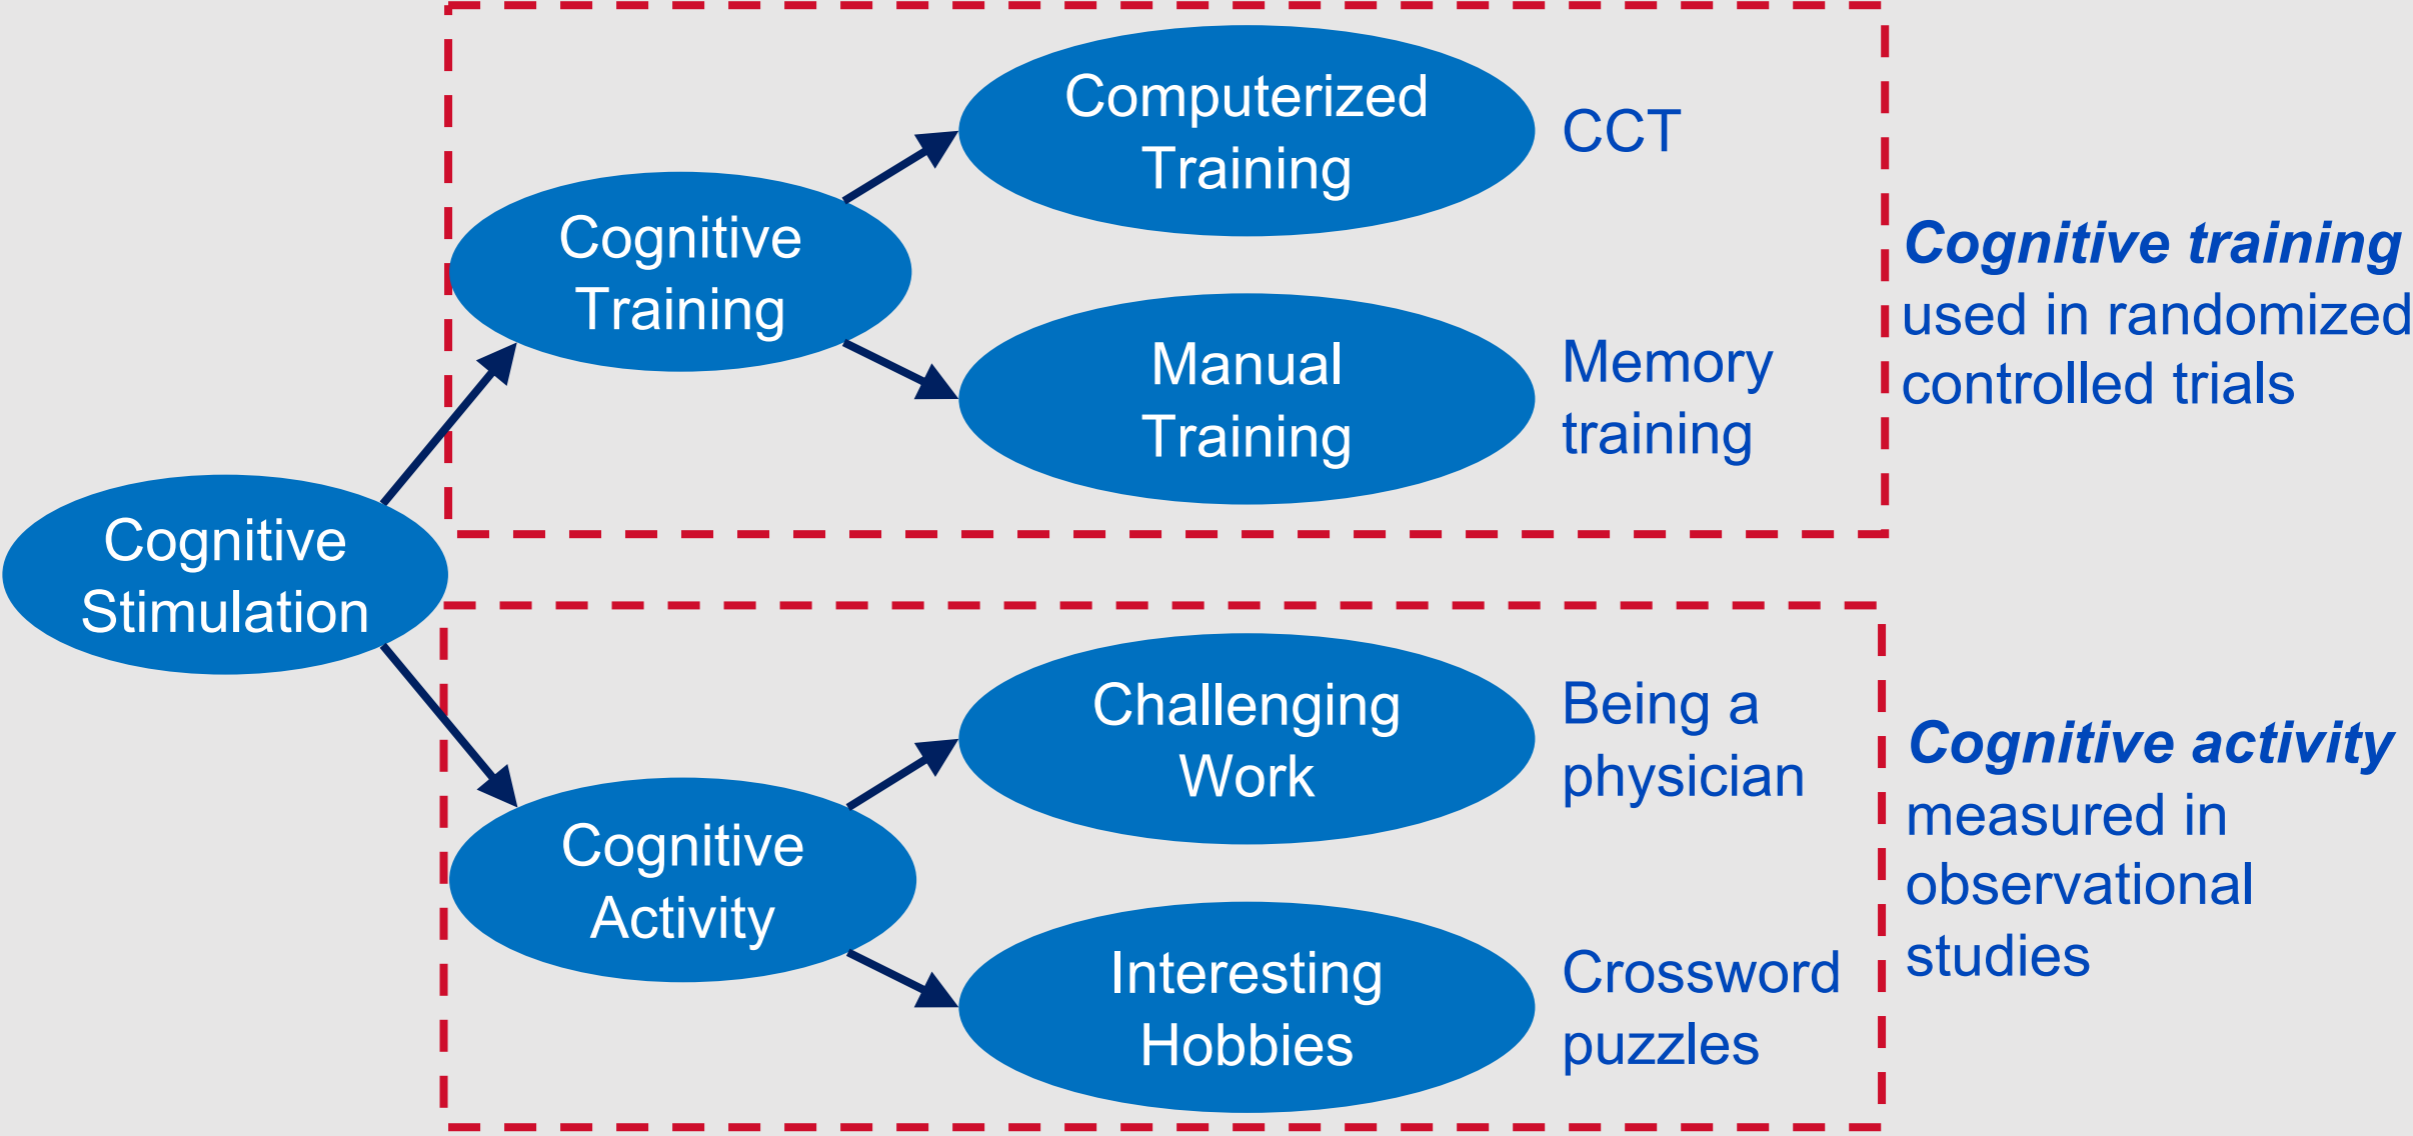 Computerized
Training
CCT
Cognitive
Training
Manual
Training
Memory
training
Cognitive training
used in randomized
controlled trials
Cognitive
Stimulation
Challenging
Work
Being a
physician
Cognitive
Activity
Interesting
Hobbies
Crossword
puzzles
Cognitive activity
measured in
observational
studies